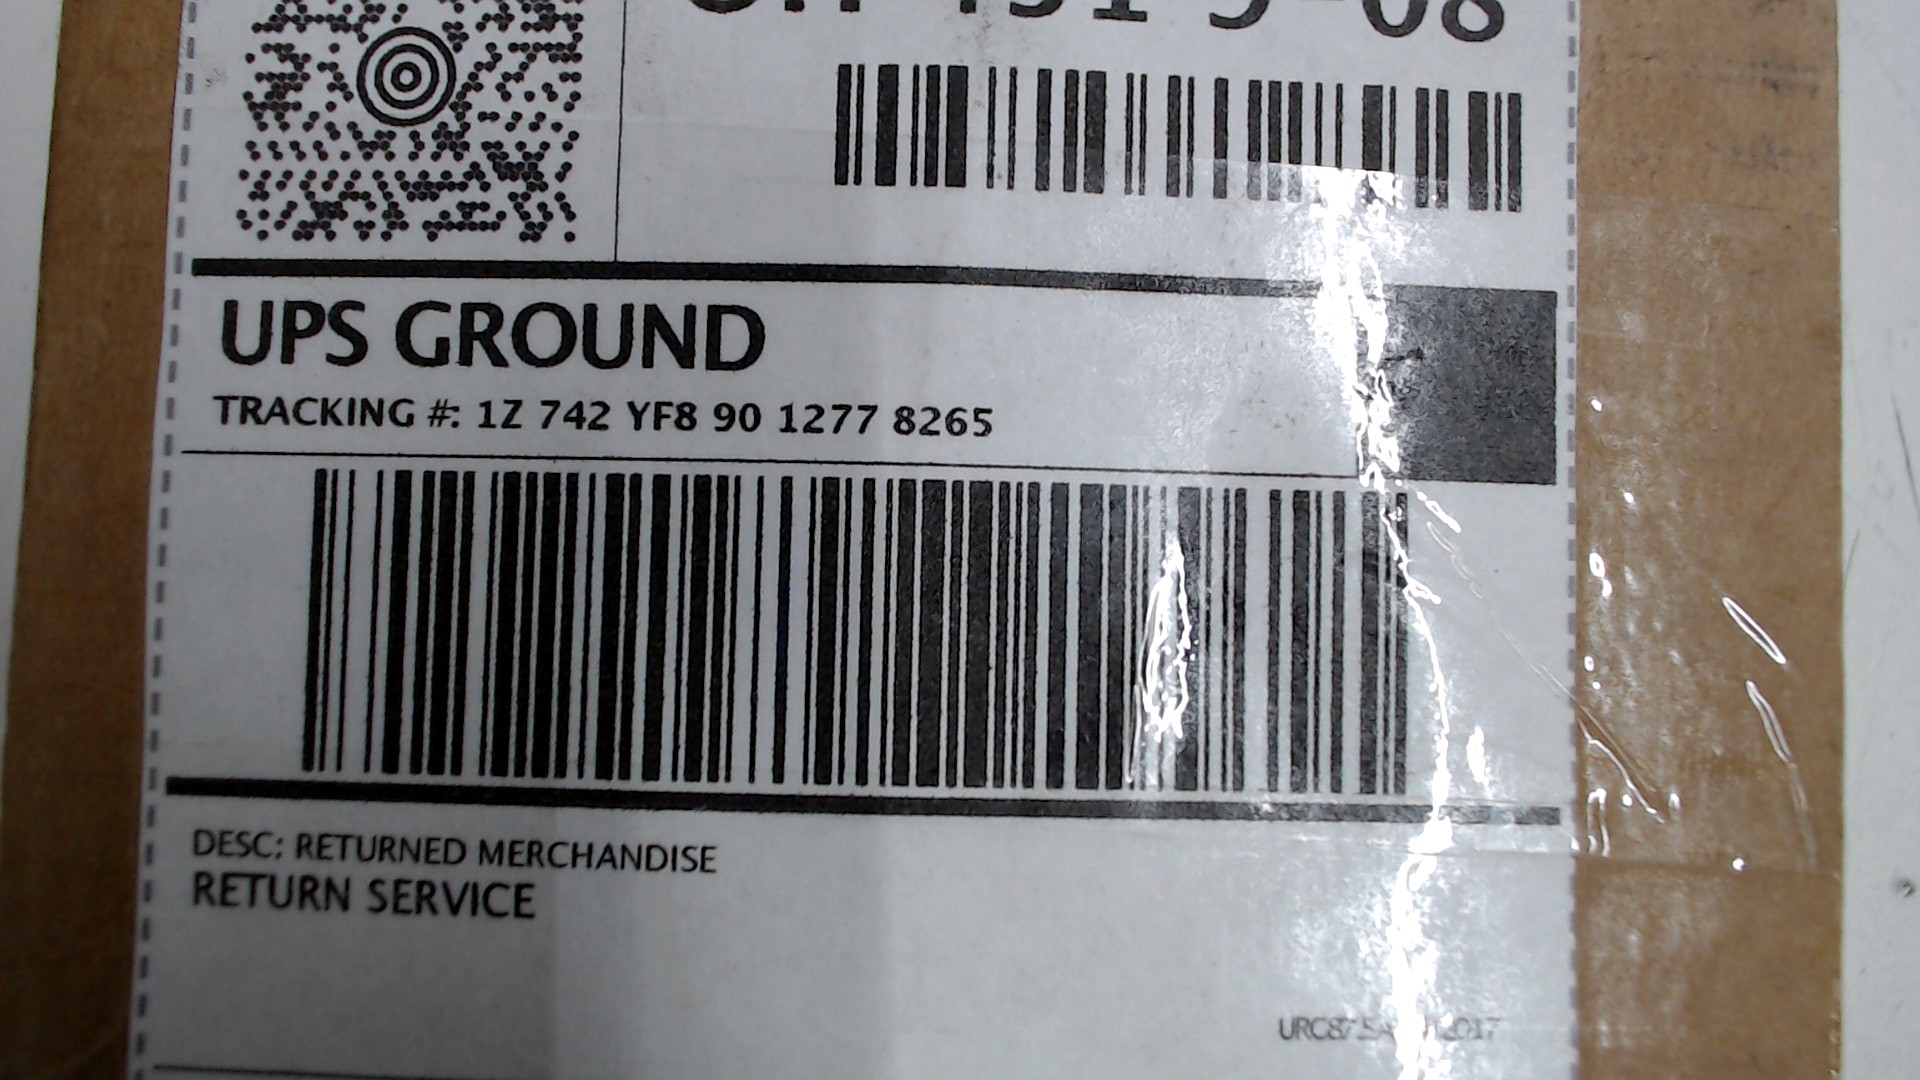 UPS GROUND
TRACKING #: 1Z 742 YF8 90 1277 8265
DESC: RETURNED MERCHANDISE
RETURN SERVICE